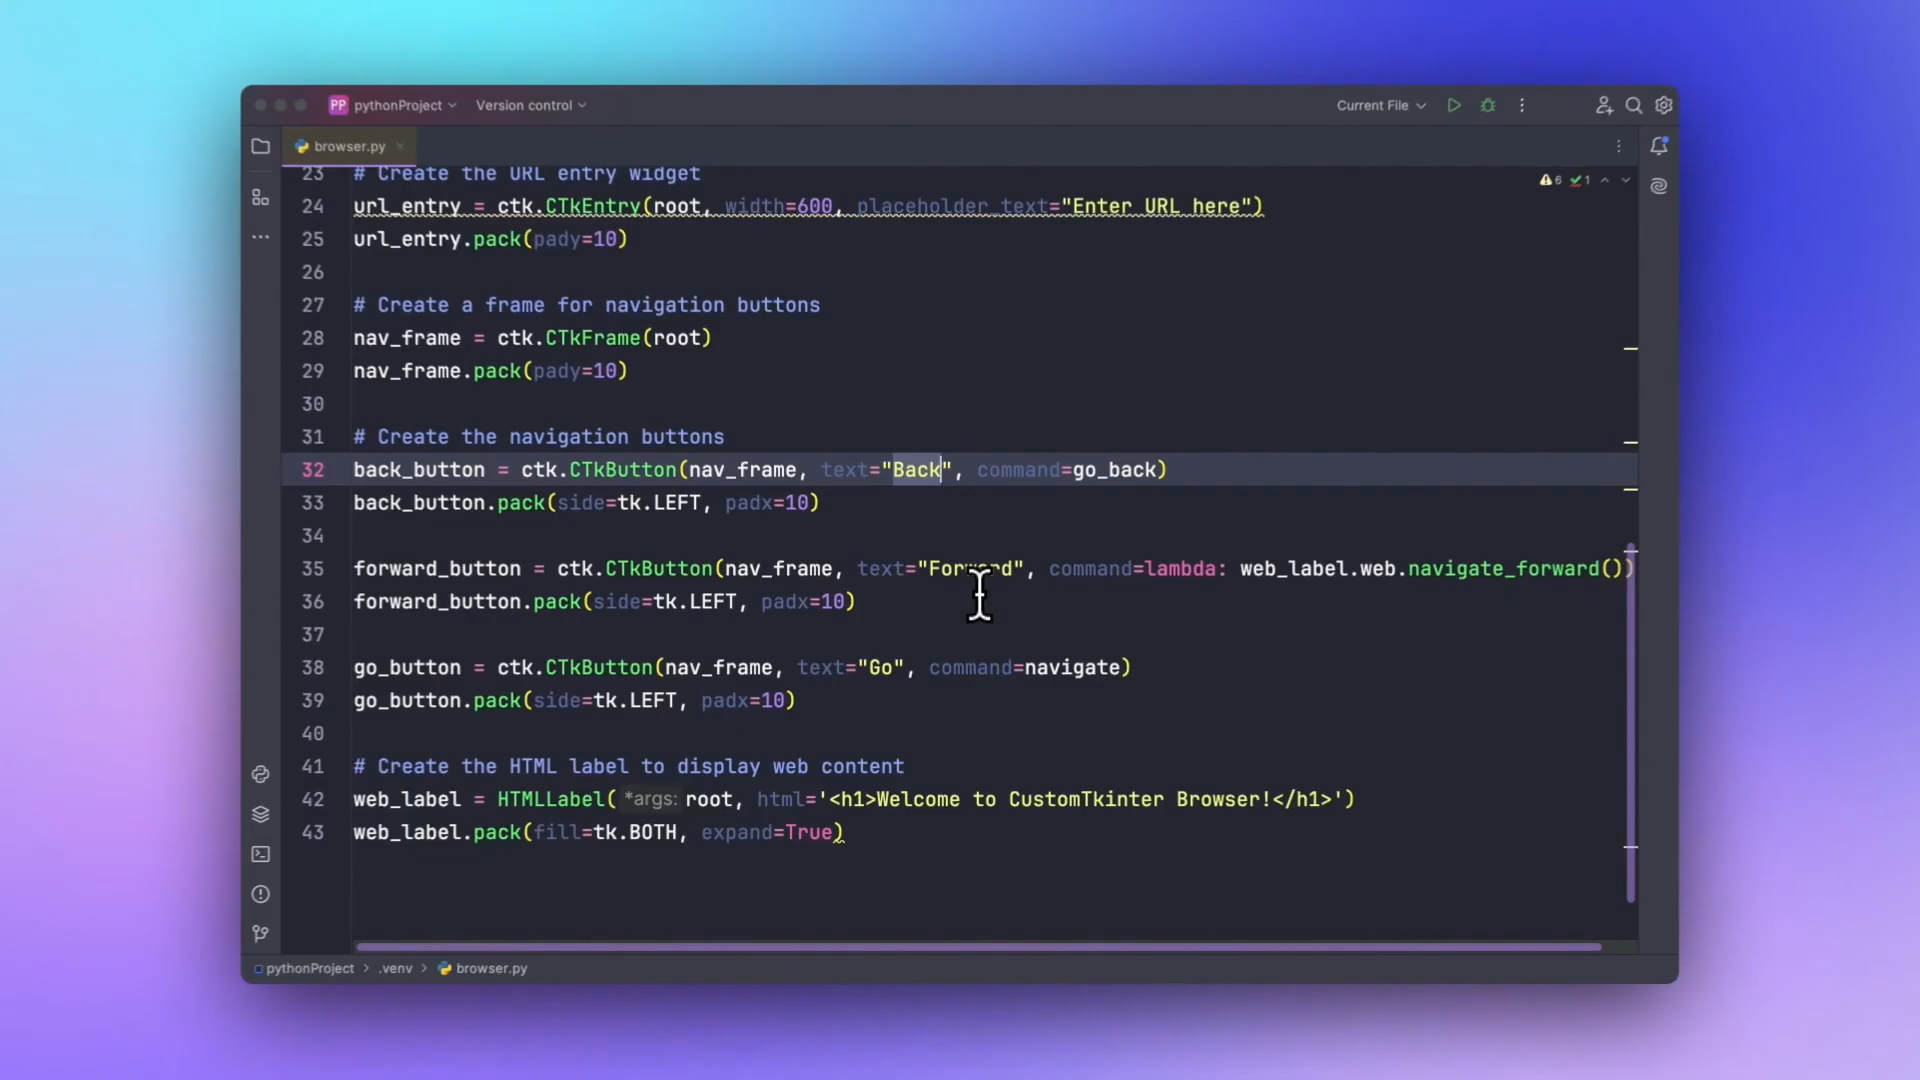 PP pythonProject Version control Current File
browser.py
6 1
23 # Create the URL entry widget
24 url_entry = ctk.CTkEntry(root, width=600, placeholder_text="Enter URL here")
25 url_entry.pack(pady=10)
26
27 # Create a frame for navigation buttons
28 nav_frame = ctk.CTkFrame(root)
29 nav_frame.pack(pady=10)
30
31 # Create the navigation buttons
32 back_button = ctk.CTkButton(nav_frame, text="Back", command=go_back)
33 back_button.pack(side=tk.LEFT, padx=10)
34
35 forward_button = ctk.CTkButton(nav_frame, text="Forward", command=lambda: web_label.web.navigate_forward())
36 forward_button.pack(side=tk.LEFT, padx=10)
37
38 go_button = ctk.CTkButton(nav_frame, text="Go", command=navigate)
39 go_button.pack(side=tk.LEFT, padx=10)
40
41 # Create the HTML label to display web content
42 web_label = HTMLLabel( *args: root, html='<h1>Welcome to CustomTkinter Browser!</h1>')
43 web_label.pack(fill=tk.BOTH, expand=True)
pythonProject > .venv > browser.py